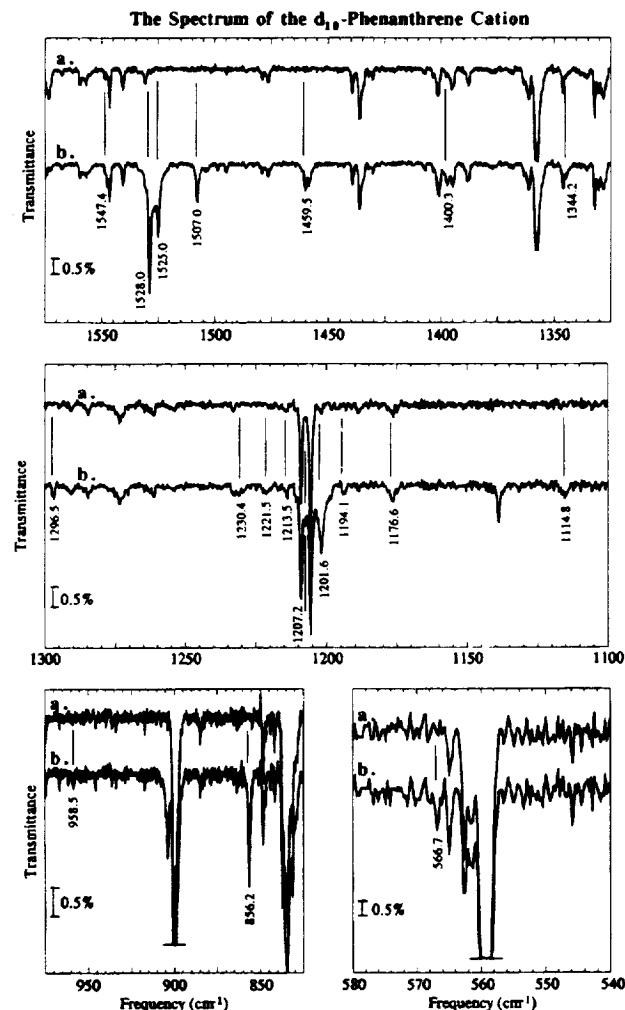 The Spectrum of the d10-Phenanthrene Cation
a.
b.
Transmittance
0.5%
1547.4
1528.0
1525.0
1507.0
1459.5
1400.3
1344.2
1550 1500 1450 1400 1350
a.
b.
Transmittance
0.5%
1296.5
1230.4
1221.5
1213.5
1207.2
1201.6
1194.1
1176.6
1114.8
1300 1250 1200 1150 1100
a.
b.
Transmittance
0.5%
958.5
856.2
950 900 850
Frequency (cm-1)
a.
b.
0.5%
566.7
580 570 560 550 540
Frequency (cm-1)